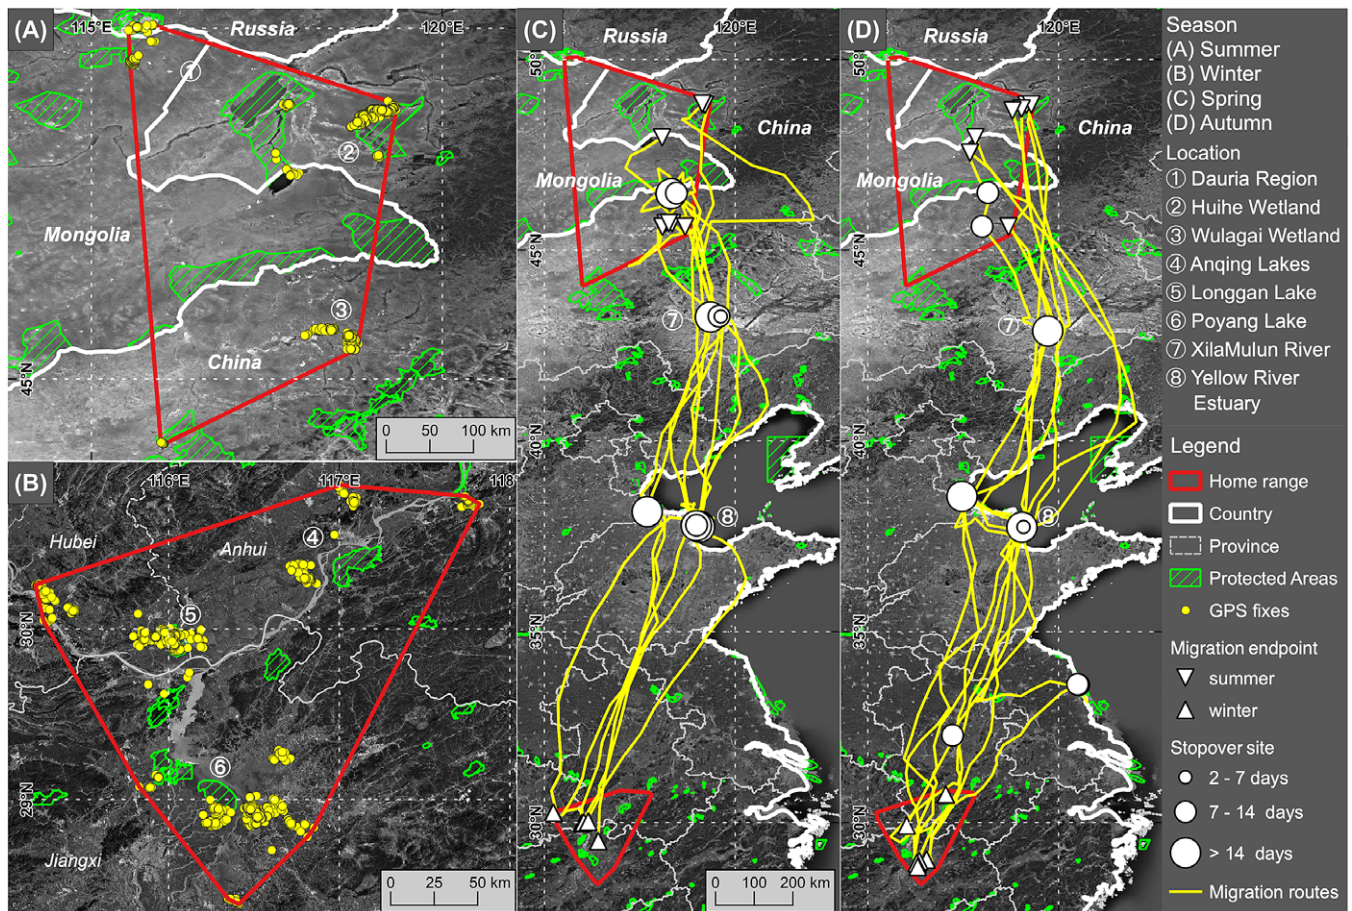 (A)
115°E
Russia
120°E
①
②
Mongolia
③
China
45°N
0 50 100 km
(B)
116°E
117°E
118°
Hubei
Anhui
④
⑤
30°N
⑥
29°N
Jiangxi
0 25 50 km
(C)
120°E
Russia
50°N
China
Mongolia
45°N
⑦
40°N
⑧
35°N
30°N
0 100 200 km
(D)
120°E
Russia
50°N
China
Mongolia
45°N
⑦
40°N
⑧
35°N
30°N
Season
(A) Summer
(B) Winter
(C) Spring
(D) Autumn
Location
① Dauria Region
② Huihe Wetland
③ Wulagai Wetland
④ Anqing Lakes
⑤ Longgan Lake
⑥ Poyang Lake
⑦ XilaMulun River
⑧ Yellow River
Estuary
Legend
Home range
Country
Province
Protected Areas
GPS fixes
Migration endpoint
summer
winter
Stopover site
2 - 7 days
7 - 14 days
> 14 days
Migration routes